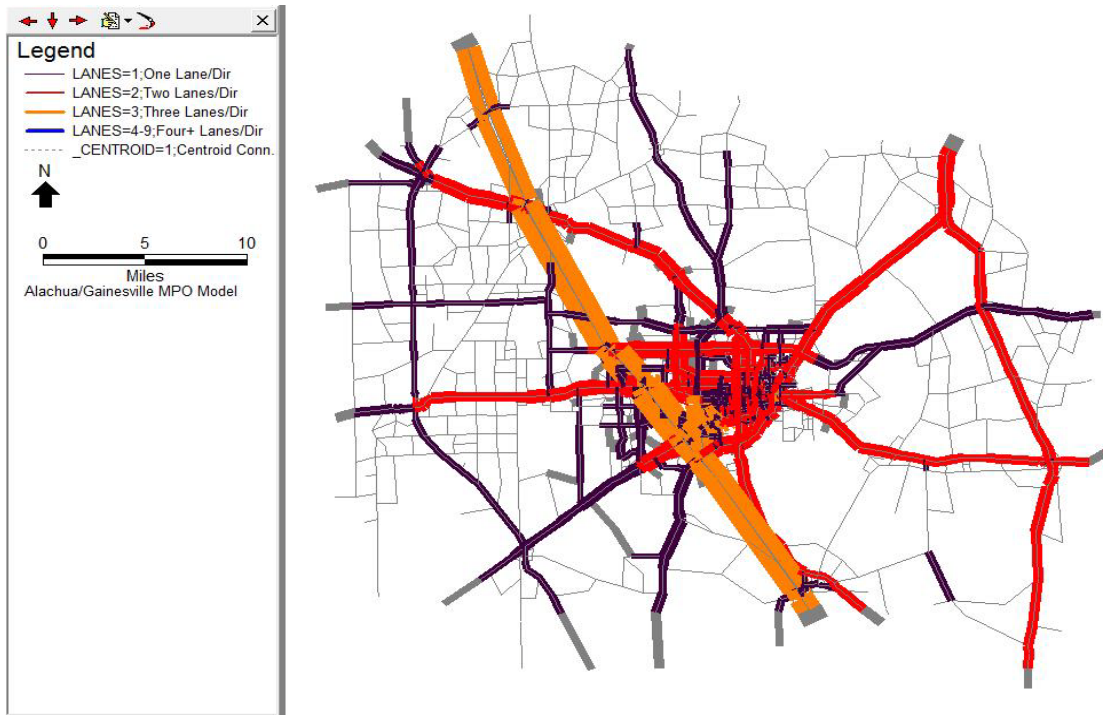 Legend
LANES=1;One Lane/Dir
LANES=2;Two Lanes/Dir
LANES=3;Three Lanes/Dir
LANES=4-9;Four+ Lanes/Dir
_CENTROID=1;Centroid Conn.
N
0 5 10
Miles
Alachua/Gainesville MPO Model